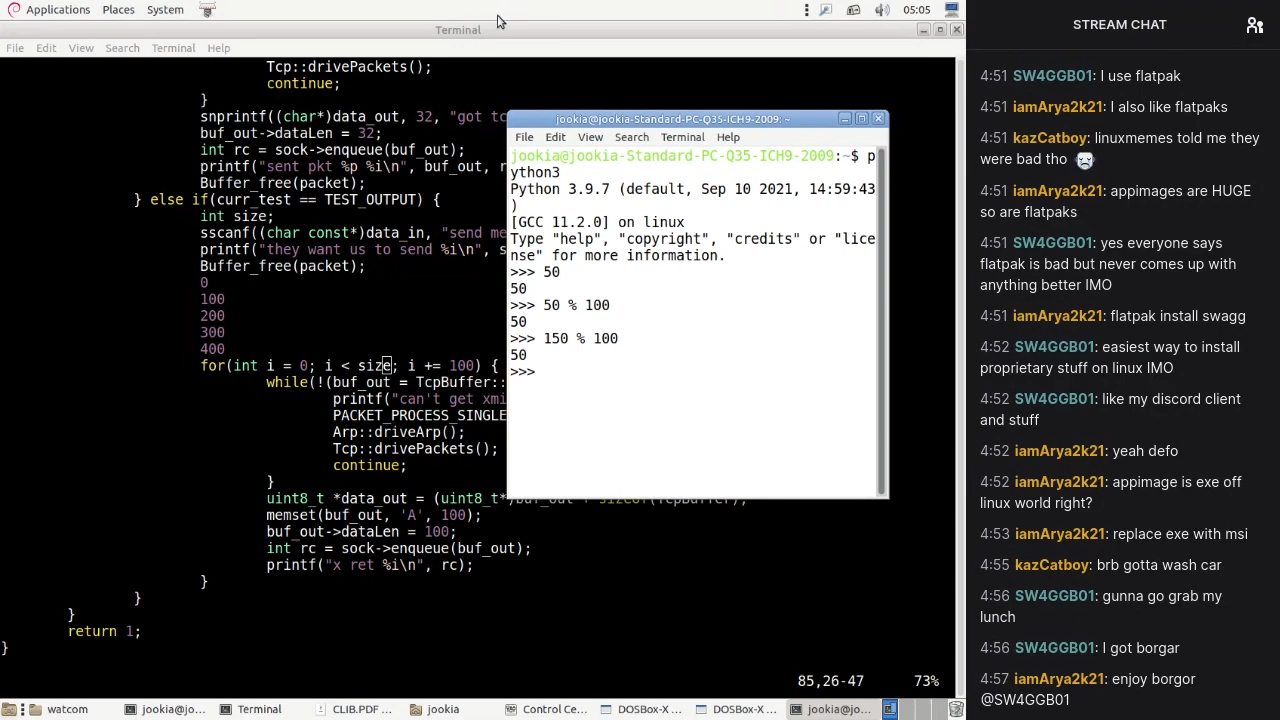 Applications Places System 05:05
Terminal
File Edit View Search Terminal Help
Tcp::drivePackets();
continue;
}
snprintf((char*)data_out, 32, "got tc
buf_out->dataLen = 32;
int rc = sock->enqueue(buf_out);
printf("sent pkt %p %i\n", buf_out, r
Buffer_free(packet);
} else if(curr_test == TEST_OUTPUT) {
int size;
sscanf((char const*)data_in, "send me
printf("they want us to send %i\n", s
Buffer_free(packet);
0
100
200
300
400
for(int i = 0; i < size; i += 100) {
while(!(buf_out = TcpBuffer::
printf("can't get xmi
PACKET_PROCESS_SINGLE
Arp::driveArp();
Tcp::drivePackets();
continue;
}
uint8_t *data_out = (uint8_t*)buf_out + sizeof(TcpBuffer);
memset(buf_out, 'A', 100);
buf_out->dataLen = 100;
int rc = sock->enqueue(buf_out);
printf("x ret %i\n", rc);
}
}
}
return 1;
}
85,26-47 73%
jookia@jookia-Standard-PC-Q35-ICH9-2009: ~
File Edit View Search Terminal Help
jookia@jookia-Standard-PC-Q35-ICH9-2009:~$ p
ython3
Python 3.9.7 (default, Sep 10 2021, 14:59:43
)
[GCC 11.2.0] on linux
Type "help", "copyright", "credits" or "lice
nse" for more information.
>>> 50
50
>>> 50 % 100
50
>>> 150 % 100
50
>>>
watcom jookia@jo... Terminal CLIB.PDF ... jookia Control Ce... DOSBox-X ... DOSBox-X ... jookia@jo...
STREAM CHAT
4:51 SW4GGB01: I use flatpak
4:51 iamArya2k21: I also like flatpaks
4:51 kazCatboy: linuxmemes told me they
were bad tho
4:51 iamArya2k21: appimages are HUGE
so are flatpaks
4:51 SW4GGB01: yes everyone says
flatpak is bad but never comes up with
anything better IMO
4:51 iamArya2k21: flatpak install swagg
4:52 SW4GGB01: easiest way to install
proprietary stuff on linux IMO
4:52 SW4GGB01: like my discord client
and stuff
4:52 iamArya2k21: yeah defo
4:52 iamArya2k21: appimage is exe off
linux world right?
4:53 iamArya2k21: replace exe with msi
4:55 kazCatboy: brb gotta wash car
4:56 SW4GGB01: gunna go grab my
lunch
4:56 SW4GGB01: I got borgar
4:57 iamArya2k21: enjoy borgor
@SW4GGB01